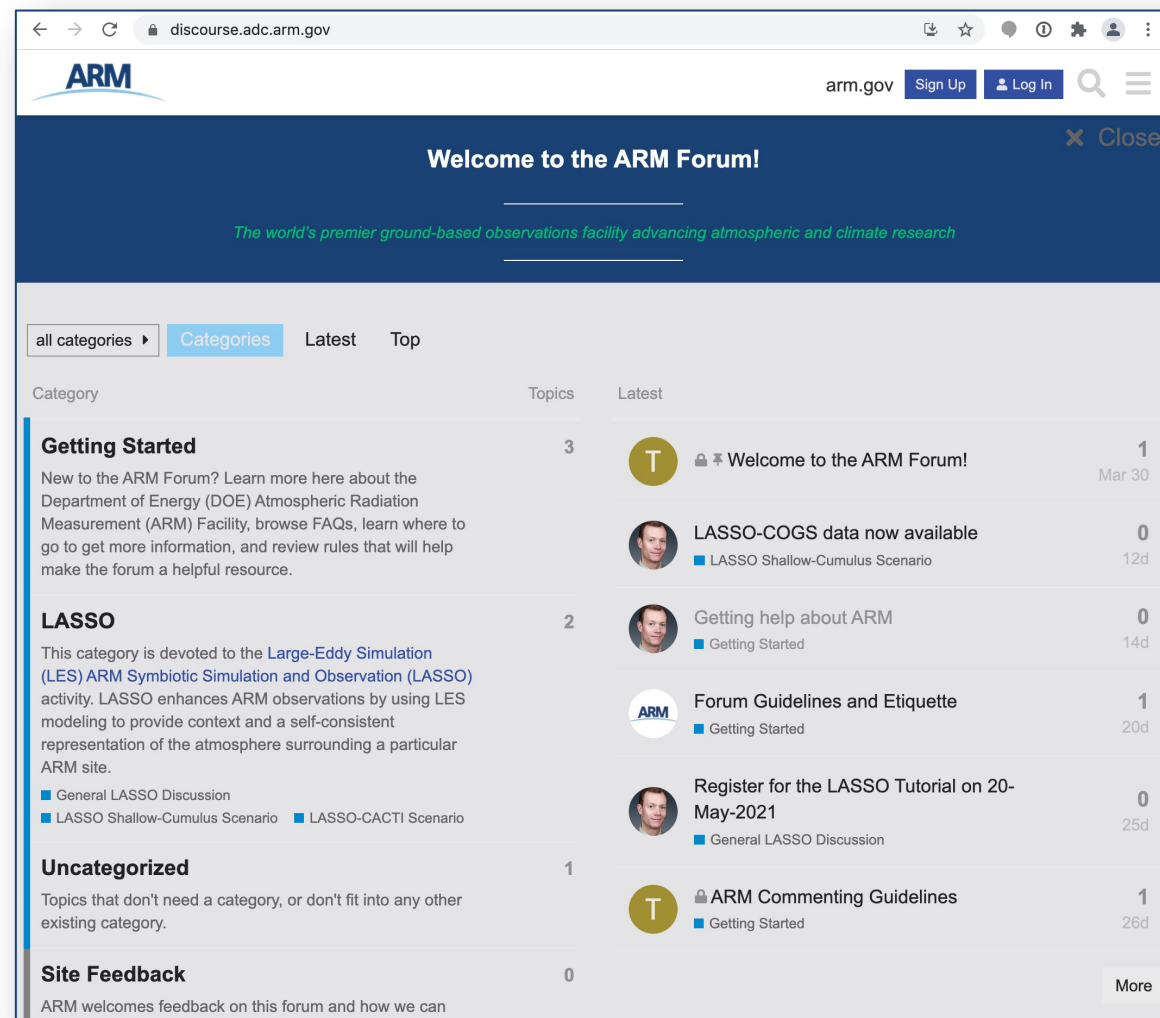 discourse.adc.arm.gov
ARM
arm.gov
Sign Up
Log In
Close
Welcome to the ARM Forum!
The world's premier ground-based observations facility advancing atmospheric and climate research
all categories
Categories
Latest
Top
Category
Topics
Getting Started
3
New to the ARM Forum? Learn more here about the
Department of Energy (DOE) Atmospheric Radiation
Measurement (ARM) Facility, browse FAQs, learn where to
go to get more information, and review rules that will help
make the forum a helpful resource.
LASSO
2
This category is devoted to the Large-Eddy Simulation
(LES) ARM Symbiotic Simulation and Observation (LASSO)
activity. LASSO enhances ARM observations by using LES
modeling to provide context and a self-consistent
representation of the atmosphere surrounding a particular
ARM site.
General LASSO Discussion
LASSO Shallow-Cumulus Scenario LASSO-CACTI Scenario
Uncategorized
1
Topics that don't need a category, or don't fit into any other
existing category.
Site Feedback
0
ARM welcomes feedback on this forum and how we can
Latest
T
Welcome to the ARM Forum!
1
Mar 30
LASSO-COGS data now available
0
LASSO Shallow-Cumulus Scenario
12d
Getting help about ARM
0
Getting Started
14d
ARM
Forum Guidelines and Etiquette
1
Getting Started
20d
Register for the LASSO Tutorial on 20-
May-2021
0
General LASSO Discussion
25d
T
ARM Commenting Guidelines
1
Getting Started
26d
More